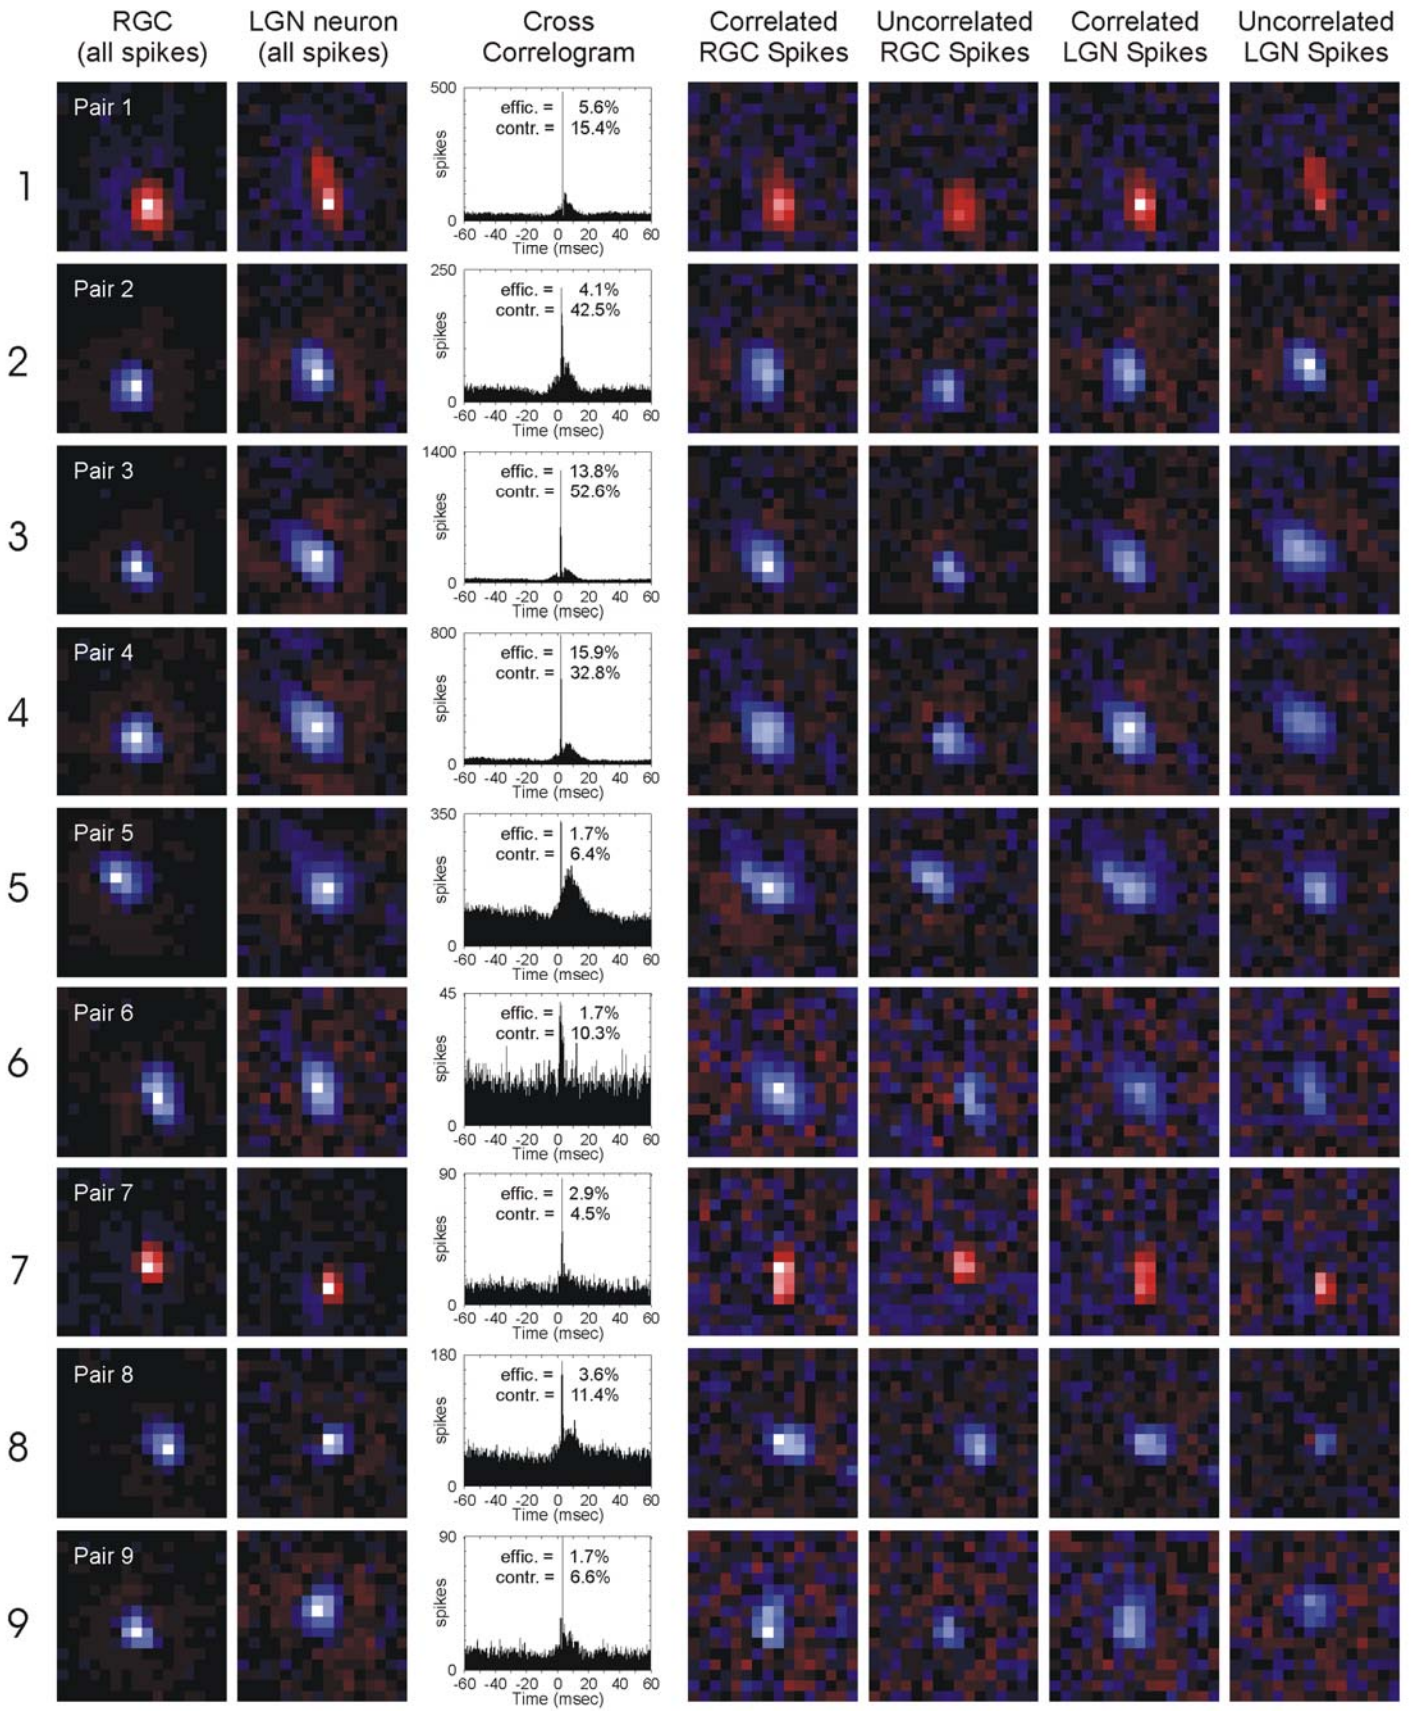 RGC
(all spikes)
LGN neuron
(all spikes)
Cross
Correlogram
Correlated
RGC Spikes
Uncorrelated
RGC Spikes
Correlated
LGN Spikes
Uncorrelated
LGN Spikes
1
Pair 1
500
effic. = 5.6%
contr. = 15.4%
spikes
0
-60 -40 -20 0 20 40 60
Time (msec)
2
Pair 2
250
effic. = 4.1%
contr. = 42.5%
spikes
0
-60 -40 -20 0 20 40 60
Time (msec)
3
Pair 3
1400
effic. = 13.8%
contr. = 52.6%
spikes
0
-60 -40 -20 0 20 40 60
Time (msec)
4
Pair 4
800
effic. = 15.9%
contr. = 32.8%
spikes
0
-60 -40 -20 0 20 40 60
Time (msec)
5
Pair 5
350
effic. = 1.7%
contr. = 6.4%
spikes
0
-60 -40 -20 0 20 40 60
Time (msec)
6
Pair 6
45
effic. = 1.7%
contr. = 10.3%
spikes
0
-60 -40 -20 0 20 40 60
Time (msec)
7
Pair 7
90
effic. = 2.9%
contr. = 4.5%
spikes
0
-60 -40 -20 0 20 40 60
Time (msec)
8
Pair 8
180
effic. = 3.6%
contr. = 11.4%
spikes
0
-60 -40 -20 0 20 40 60
Time (msec)
9
Pair 9
90
effic. = 1.7%
contr. = 6.6%
spikes
0
-60 -40 -20 0 20 40 60
Time (msec)